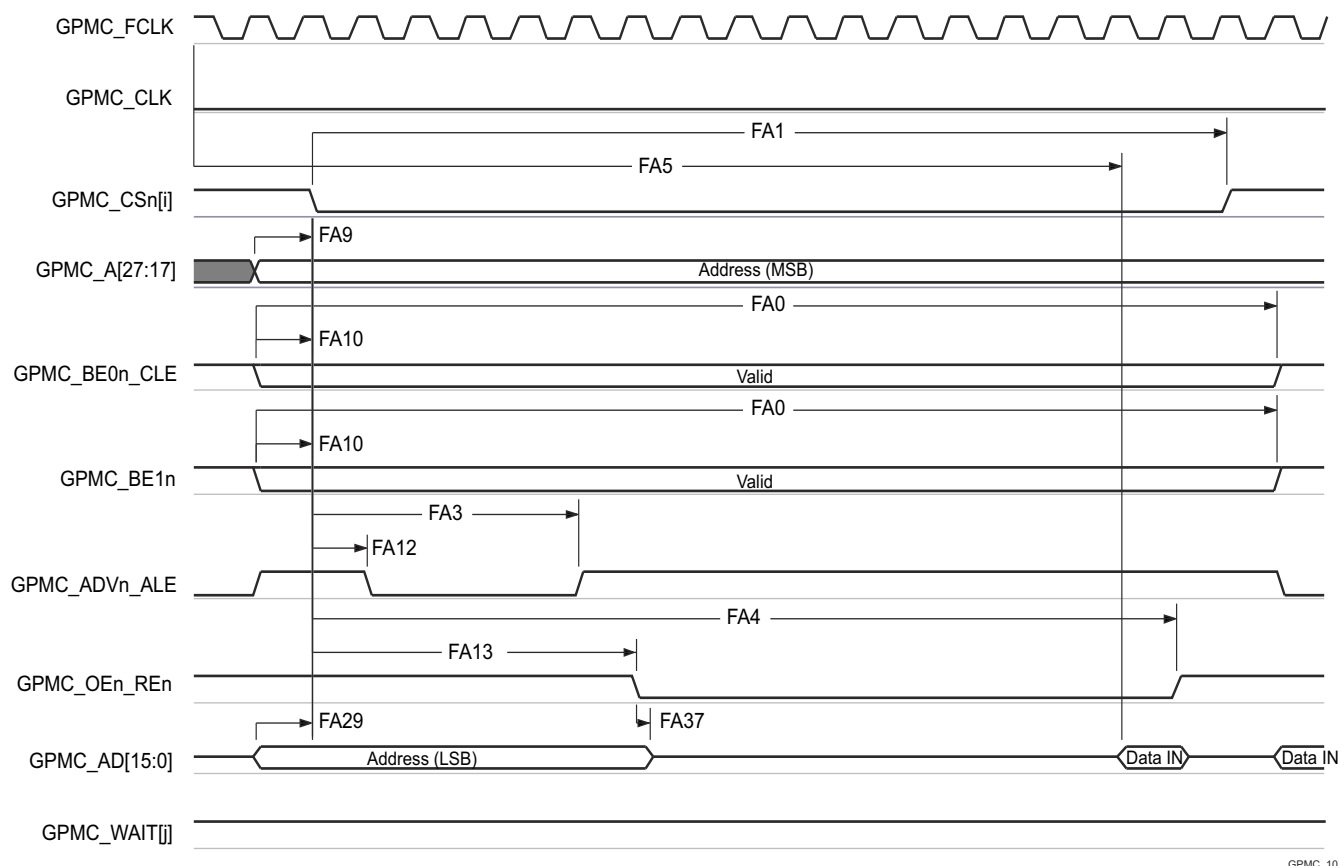 GPMC_FCLK
GPMC_CLK
FA1
FA5
GPMC_CSn[i]
FA9
GPMC_A[27:17] Address (MSB)
FA0
FA10
GPMC_BE0n_CLE Valid
FA0
FA10
GPMC_BE1n Valid
FA3
FA12
GPMC_ADVn_ALE
FA4
FA13
GPMC_OEn_REn
FA29 FA37
GPMC_AD[15:0] Address (LSB) Data IN Data IN
GPMC_WAIT[j]
GPMC_10